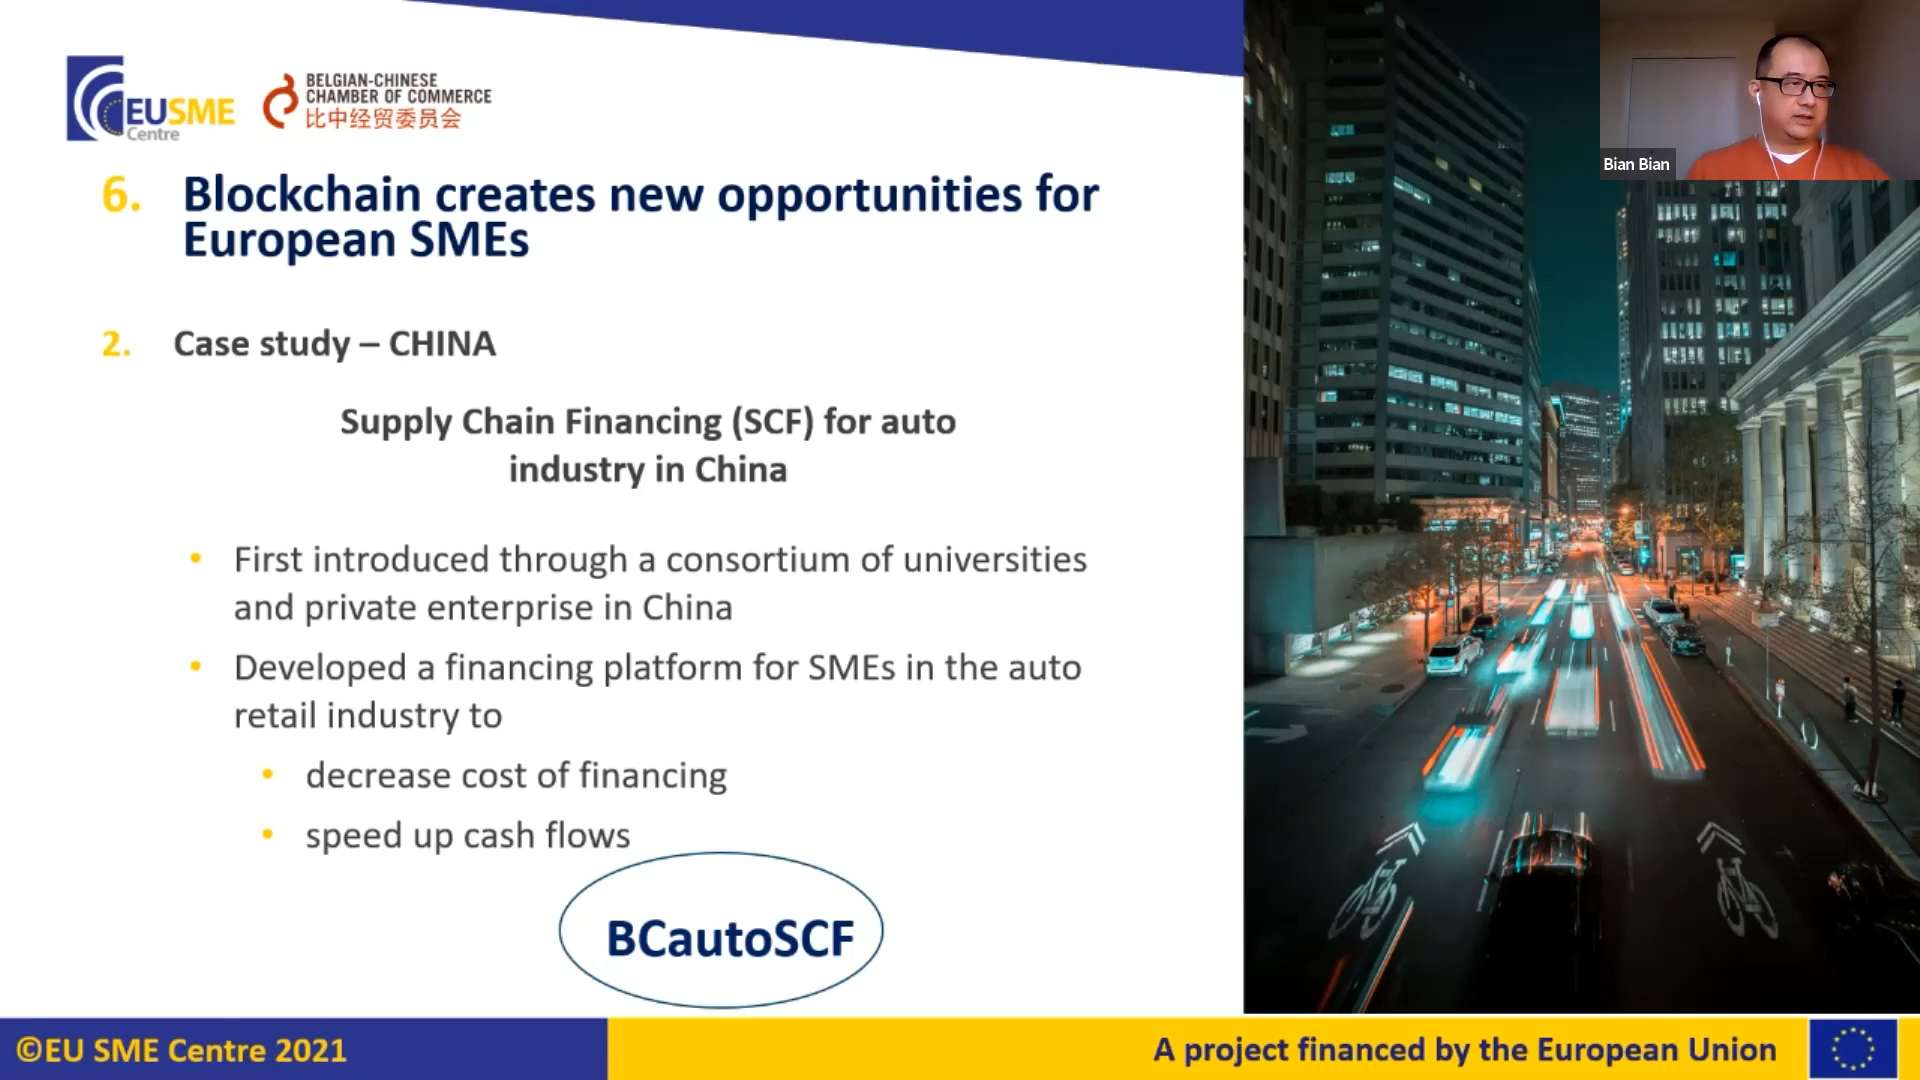 EUSME
Centre
BELGIAN-CHINESE
CHAMBER OF COMMERCE
比中经贸委员会
Bian Bian
6. Blockchain creates new opportunities for
European SMEs
2. Case study – CHINA
Supply Chain Financing (SCF) for auto
industry in China
• First introduced through a consortium of universities
and private enterprise in China
• Developed a financing platform for SMEs in the auto
retail industry to
• decrease cost of financing
• speed up cash flows
BCautoSCF
©EU SME Centre 2021
A project financed by the European Union